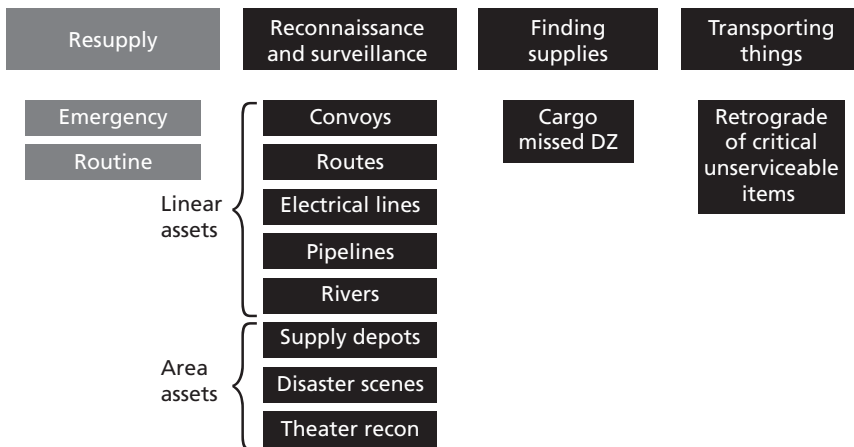 Resupply
Reconnaissance
and surveillance
Finding
supplies
Transporting
things
Emergency
Routine
Linear
assets
Convoys
Routes
Electrical lines
Pipelines
Rivers
Area
assets
Supply depots
Disaster scenes
Theater recon
Cargo
missed DZ
Retrograde
of critical
unserviceable
items